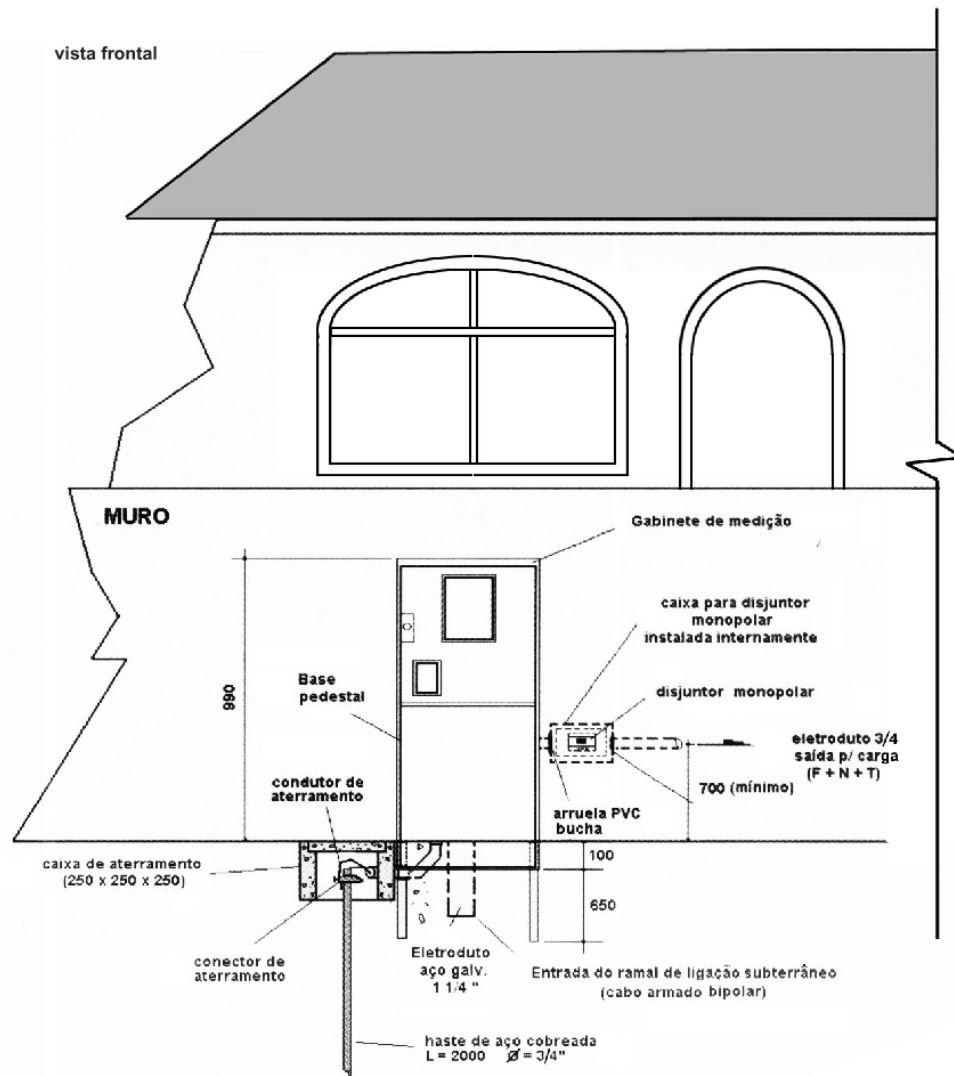 vista frontal
MURO
Gabinete de medição
caixa para disjuntor
monopolar
instalada internamente
990
Base
pedestal
disjuntor monopolar
eletroduto 3/4
saída p/ carga
(F + N + T)
condutor de
aterramento
700 (mínimo)
arruela PVC
bucha
caixa de aterramento
(250 x 250 x 250)
100
650
conector de
aterramento
Eletroduto
aço galv.
1 1/4 "
Entrada do ramal de ligação subterrâneo
(cabo armado bipolar)
haste de aço cobreada
L = 2000 Ø = 3/4"